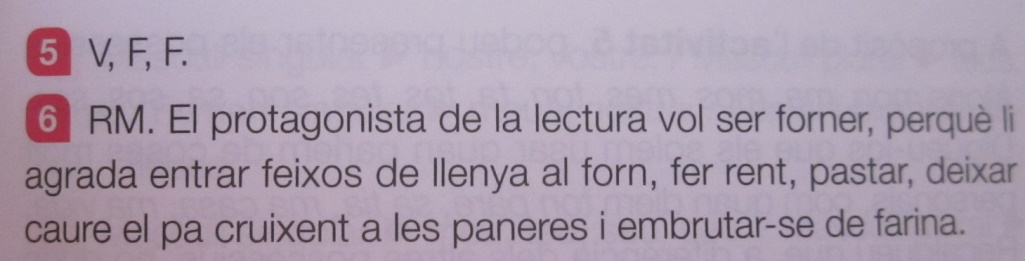 5 V, F, F.
6 RM. El protagonista de la lectura vol ser forner, perquè li
agrada entrar feixos de llenya al forn, fer rent, pastar, deixar
caure el pa cruixent a les paneres i embrutar-se de farina.